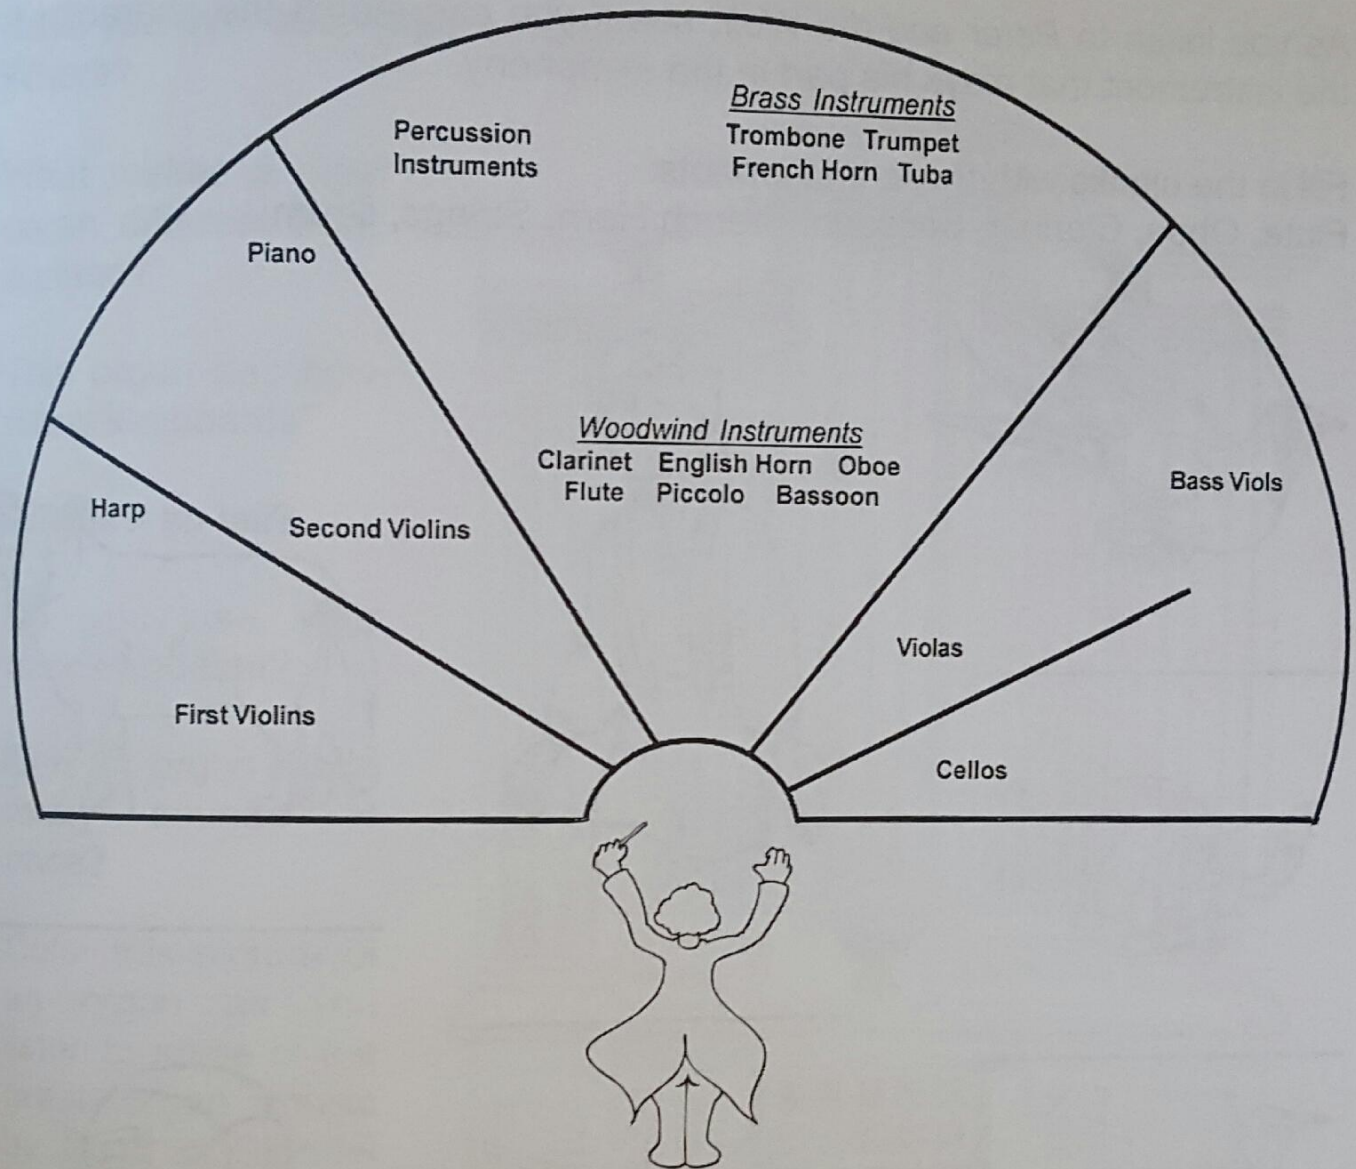 Brass Instruments
Percussion
Instruments
Trombone Trumpet
French Horn Tuba
Piano
Woodwind Instruments
Clarinet English Horn Oboe
Flute Piccolo Bassoon
Bass Viols
Harp
Second Violins
Violas
First Violins
Cellos